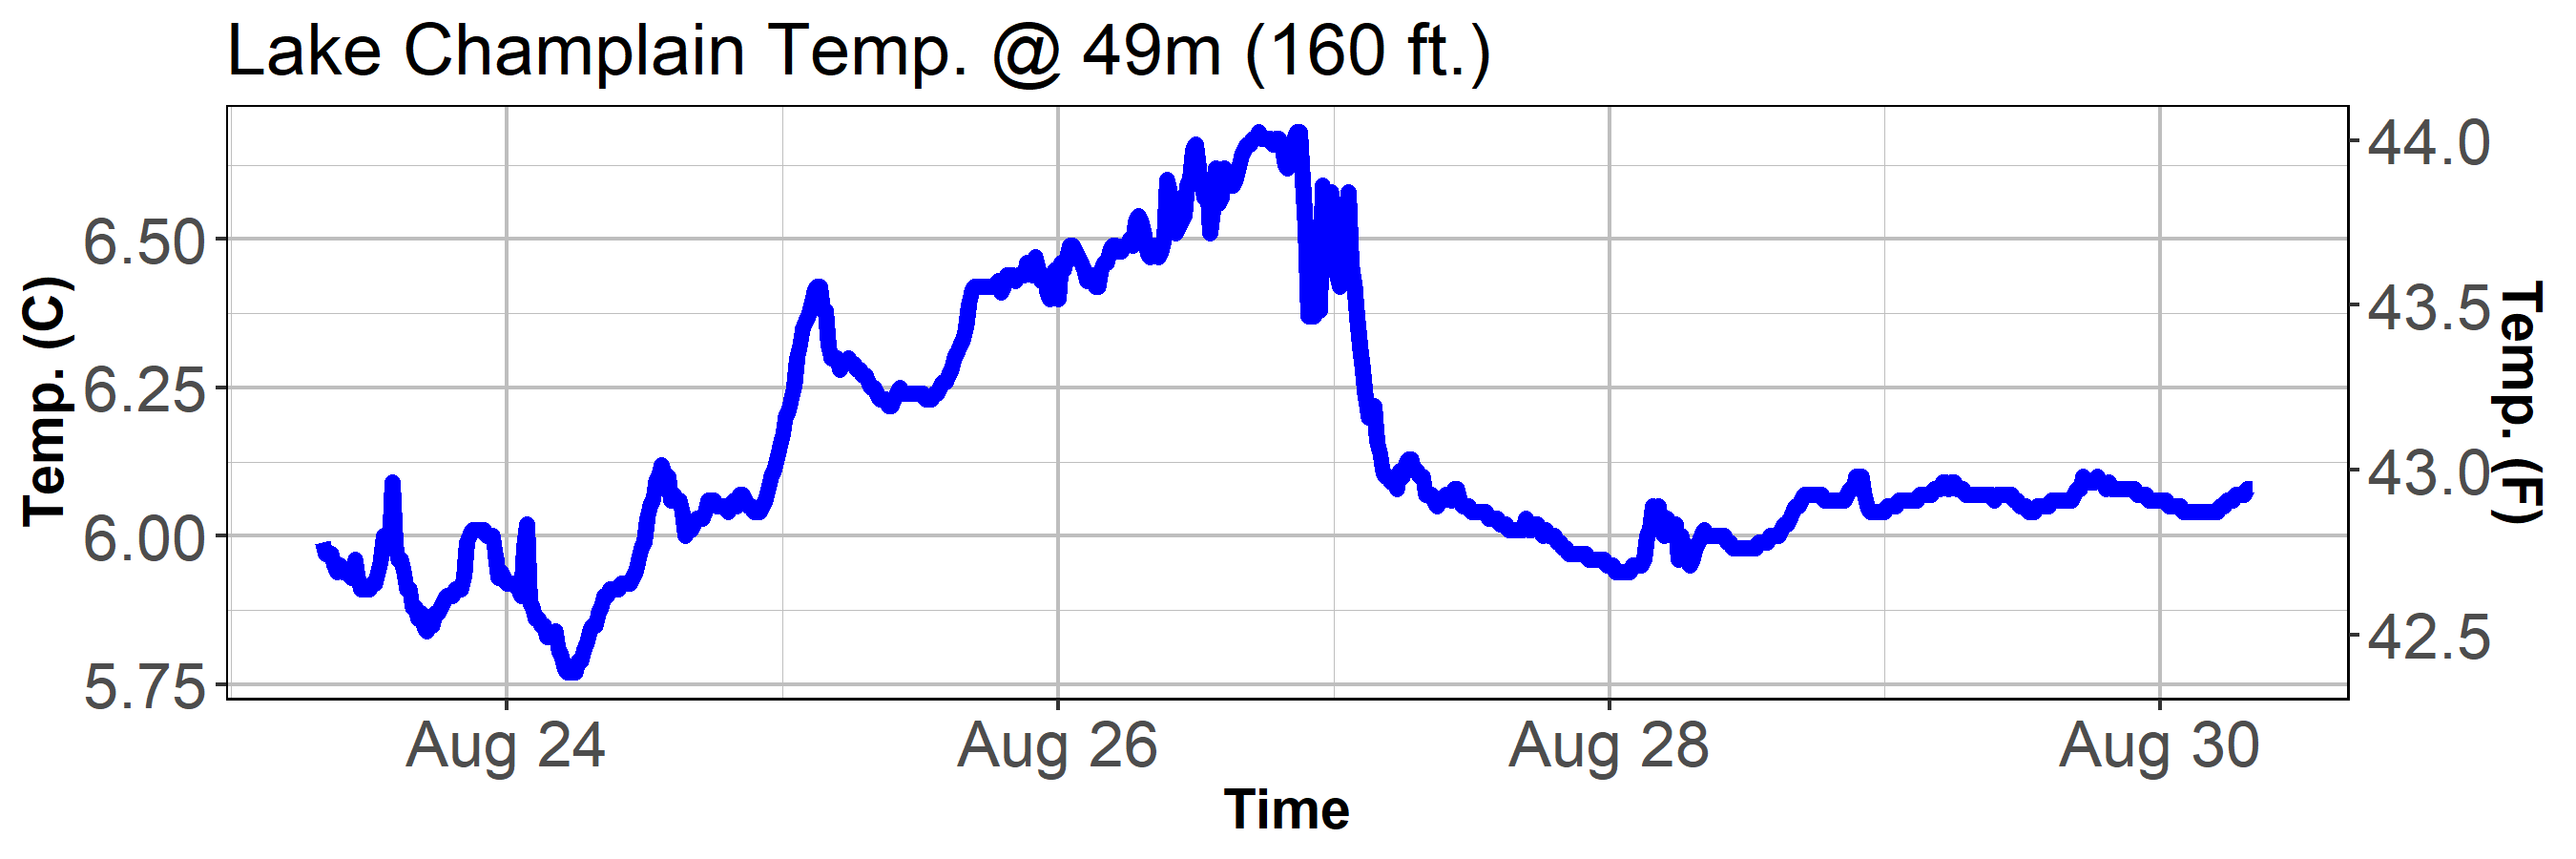 Lake Champlain Temp. @ 49m (160 ft.)
Temp. (C)
6.50
6.25
6.00
5.75
44.0
43.5
43.0
42.5
Temp. (F)
Aug 24
Aug 26
Aug 28
Aug 30
Time